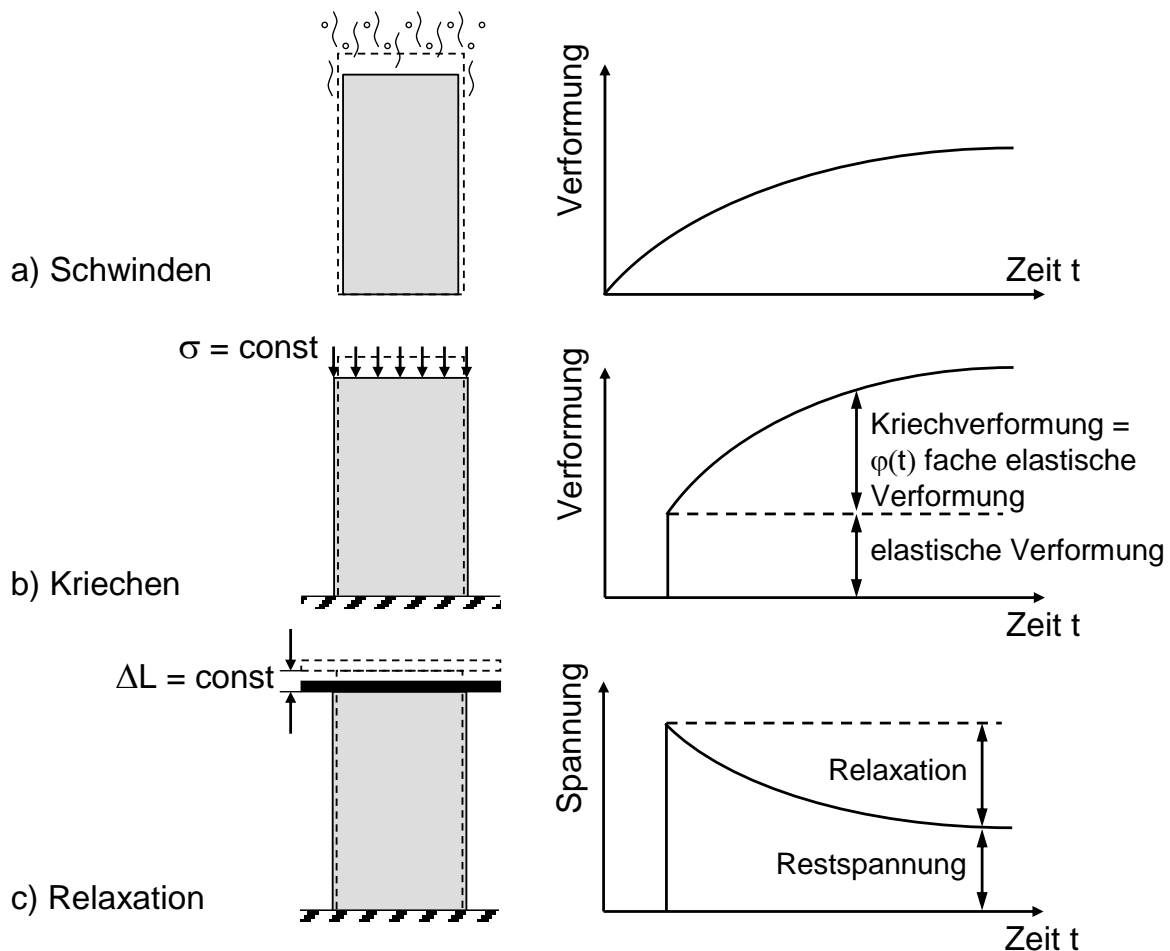 Verformung
Zeit t
a) Schwinden
σ = const
Verformung
Kriechverformung =
φ(t) fache elastische
Verformung
elastische Verformung
b) Kriechen
Zeit t
ΔL = const
Spannung
Relaxation
Restspannung
c) Relaxation
Zeit t